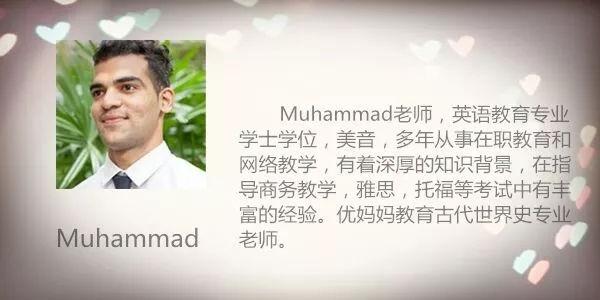 Muhammad老师，英语教育专业
学士学位，美音，多年从事在职教育和
网络教学，有着深厚的知识背景，在指
导商务教学，雅思，托福等考试中有丰
富的经验。优妈妈教育古代世界史专业
老师。
Muhammad